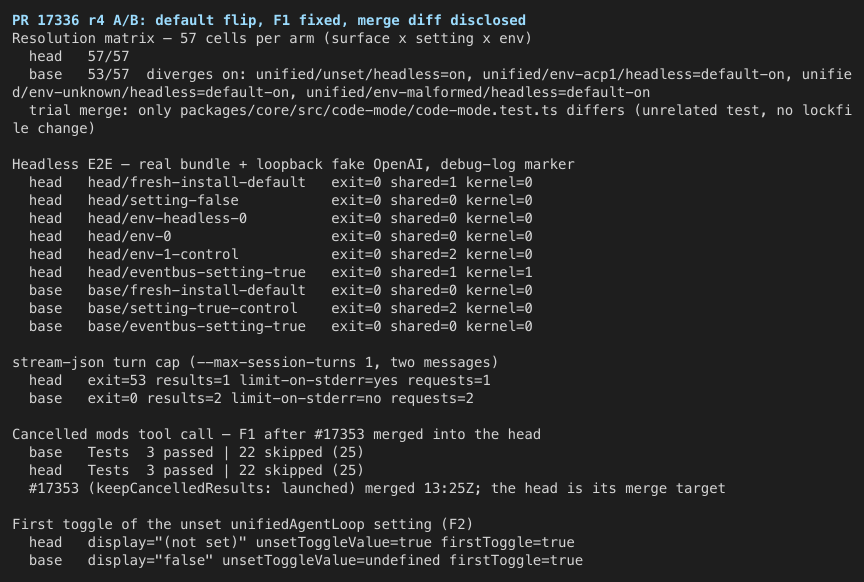 PR 17336 r4 A/B: default flip, F1 fixed, merge diff disclosed
Resolution matrix — 57 cells per arm (surface x setting x env)
  head   57/57
  base   53/57  diverges on: unified/unset/headless=on, unified/env-acp1/headless=default-on, unifie
d/env-unknown/headless=default-on, unified/env-malformed/headless=default-on
  trial merge: only packages/core/src/code-mode/code-mode.test.ts differs (unrelated test, no lockfi
le change)

Headless E2E — real bundle + loopback fake OpenAI, debug-log marker
  head   head/fresh-install-default   exit=0 shared=1 kernel=0
  head   head/setting-false           exit=0 shared=0 kernel=0
  head   head/env-headless-0          exit=0 shared=0 kernel=0
  head   head/env-0                   exit=0 shared=0 kernel=0
  head   head/env-1-control           exit=0 shared=2 kernel=0
  head   head/eventbus-setting-true   exit=0 shared=1 kernel=1
  base   base/fresh-install-default   exit=0 shared=0 kernel=0
  base   base/setting-true-control    exit=0 shared=2 kernel=0
  base   base/eventbus-setting-true   exit=0 shared=0 kernel=0

stream-json turn cap (--max-session-turns 1, two messages)
  head   exit=53 results=1 limit-on-stderr=yes requests=1
  base   exit=0 results=2 limit-on-stderr=no requests=2

Cancelled mods tool call — F1 after #17353 merged into the head
  base   Tests  3 passed | 22 skipped (25)
  head   Tests  3 passed | 22 skipped (25)
  #17353 (keepCancelledResults: launched) merged 13:25Z; the head is its merge target

First toggle of the unset unifiedAgentLoop setting (F2)
  head   display="(not set)" unsetToggleValue=true firstToggle=true
  base   display="false" unsetToggleValue=undefined firstToggle=true